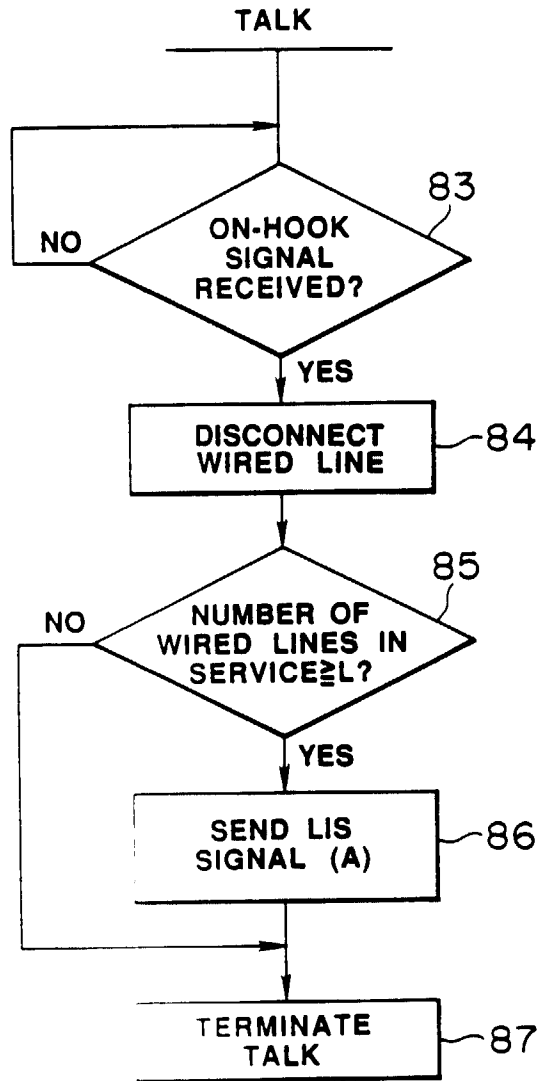 TALK
83
ON-HOOK
SIGNAL
RECEIVED?
NO
YES
DISCONNECT
WIRED LINE
84
85
NUMBER OF
WIRED LINES IN
SERVICE≧L?
NO
YES
SEND LIS
SIGNAL (A)
86
TERMINATE
TALK
87